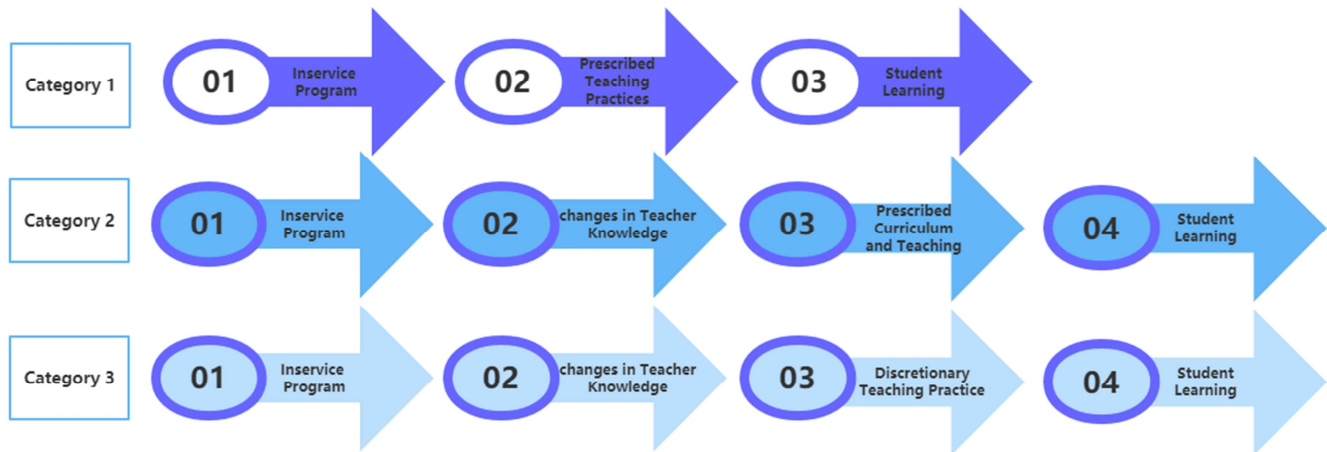 Category 1
01
Inservice
Program
02
Prescribed
Teaching
Practices
03
Student
Learning
Category 2
01
Inservice
Program
02
changes in Teacher
Knowledge
03
Prescribed
Curriculum
and Teaching
04
Student
Learning
Category 3
01
Inservice
Program
02
changes in Teacher
Knowledge
03
Discretionary
Teaching Practice
04
Student
Learning